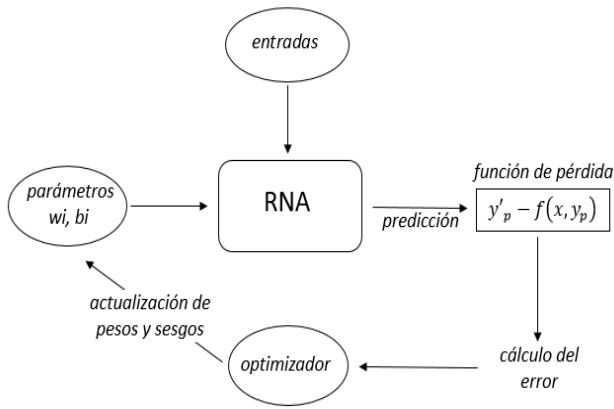 entradas
parámetros
wi, bi
RNA
predicción
función de pérdida
y'ₚ − f(x, yₚ)
actualización de
pesos y sesgos
optimizador
cálculo del
error